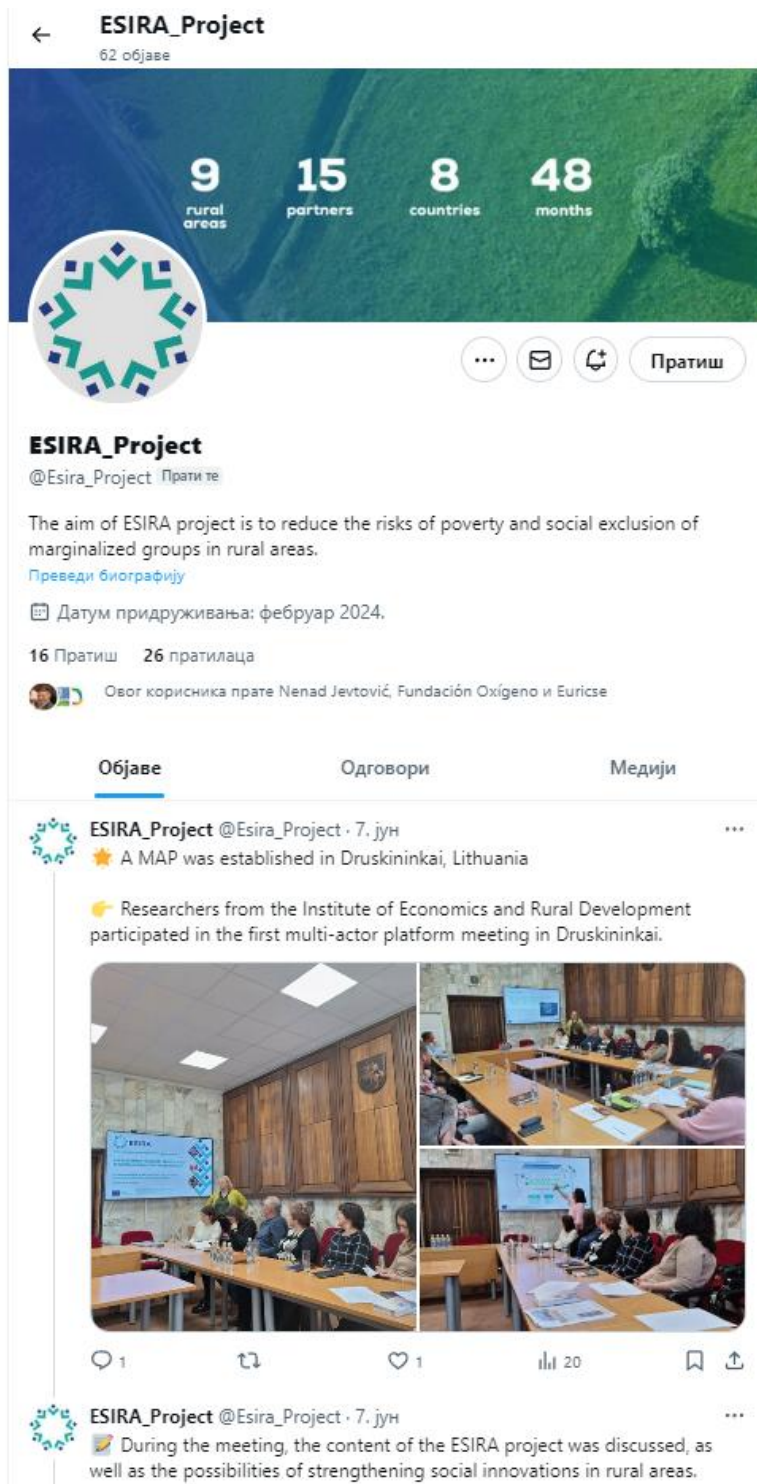 ESIRA_Project
62 објаве
9 15 8 48
rural areas partners countries months
Пратиш
ESIRA_Project
@Esira_Project Прати те
The aim of ESIRA project is to reduce the risks of poverty and social exclusion of
marginalized groups in rural areas.
Преведи биографију
Датум придруживања: фебруар 2024.
16 Пратиш 26 пратилаца
Овог корисника прате Nenad Jevtović, Fundación Oxígeno и Euricse
Објаве Одговори Медији
ESIRA_Project @Esira_Project · 7. јун
🌟 A MAP was established in Druskininkai, Lithuania
👉 Researchers from the Institute of Economics and Rural Development
participated in the first multi-actor platform meeting in Druskininkai.
ESIRA
1 1 20
ESIRA_Project @Esira_Project · 7. јун
📝 During the meeting, the content of the ESIRA project was discussed, as
well as the possibilities of strengthening social innovations in rural areas.